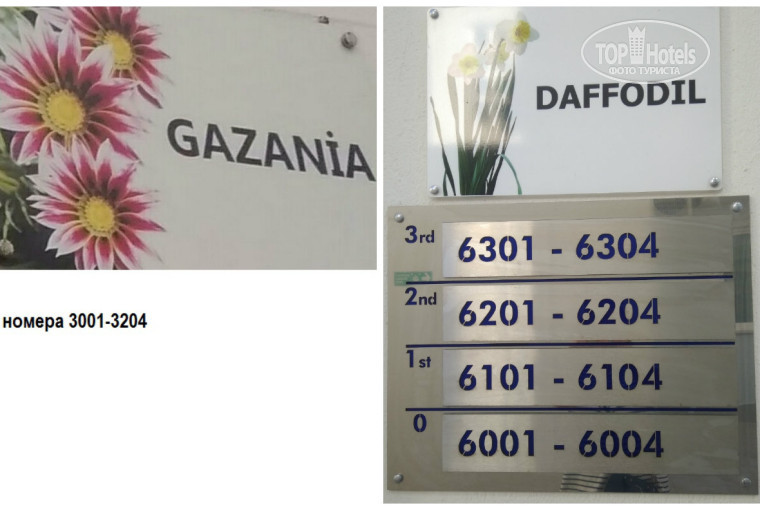 GAZANİA
номера 3001-3204
TOP Hotels
ФОТО ТУРИСТА
DAFFODIL
3rd 6301 - 6304
2nd 6201 - 6204
1st 6101 - 6104
0 6001 - 6004